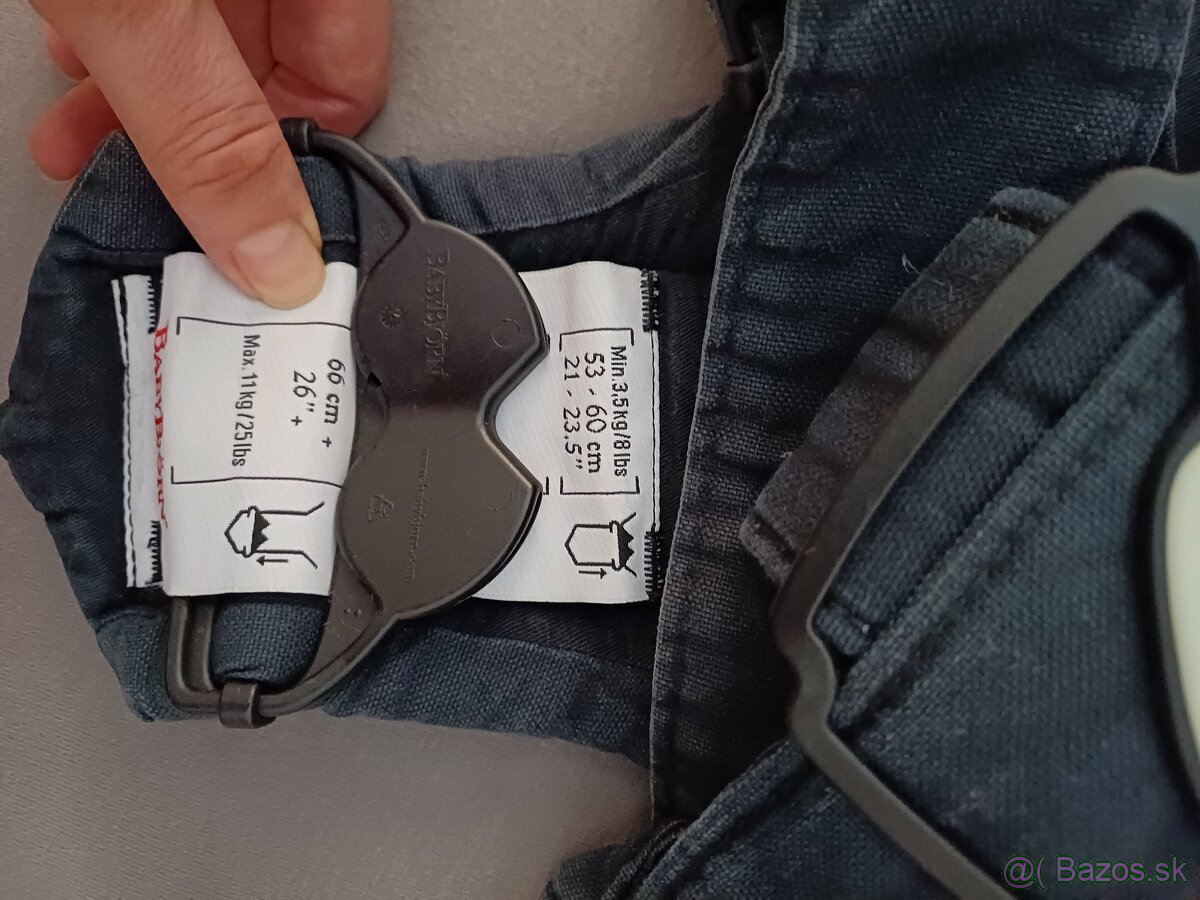 BABYBJÖRN
66 cm +
26" +
Max.11kg/25lbs
BABYBJÖRN
Min.3,5kg/8lbs
53 - 60 cm
21 - 23,5"
@( Bazos.sk